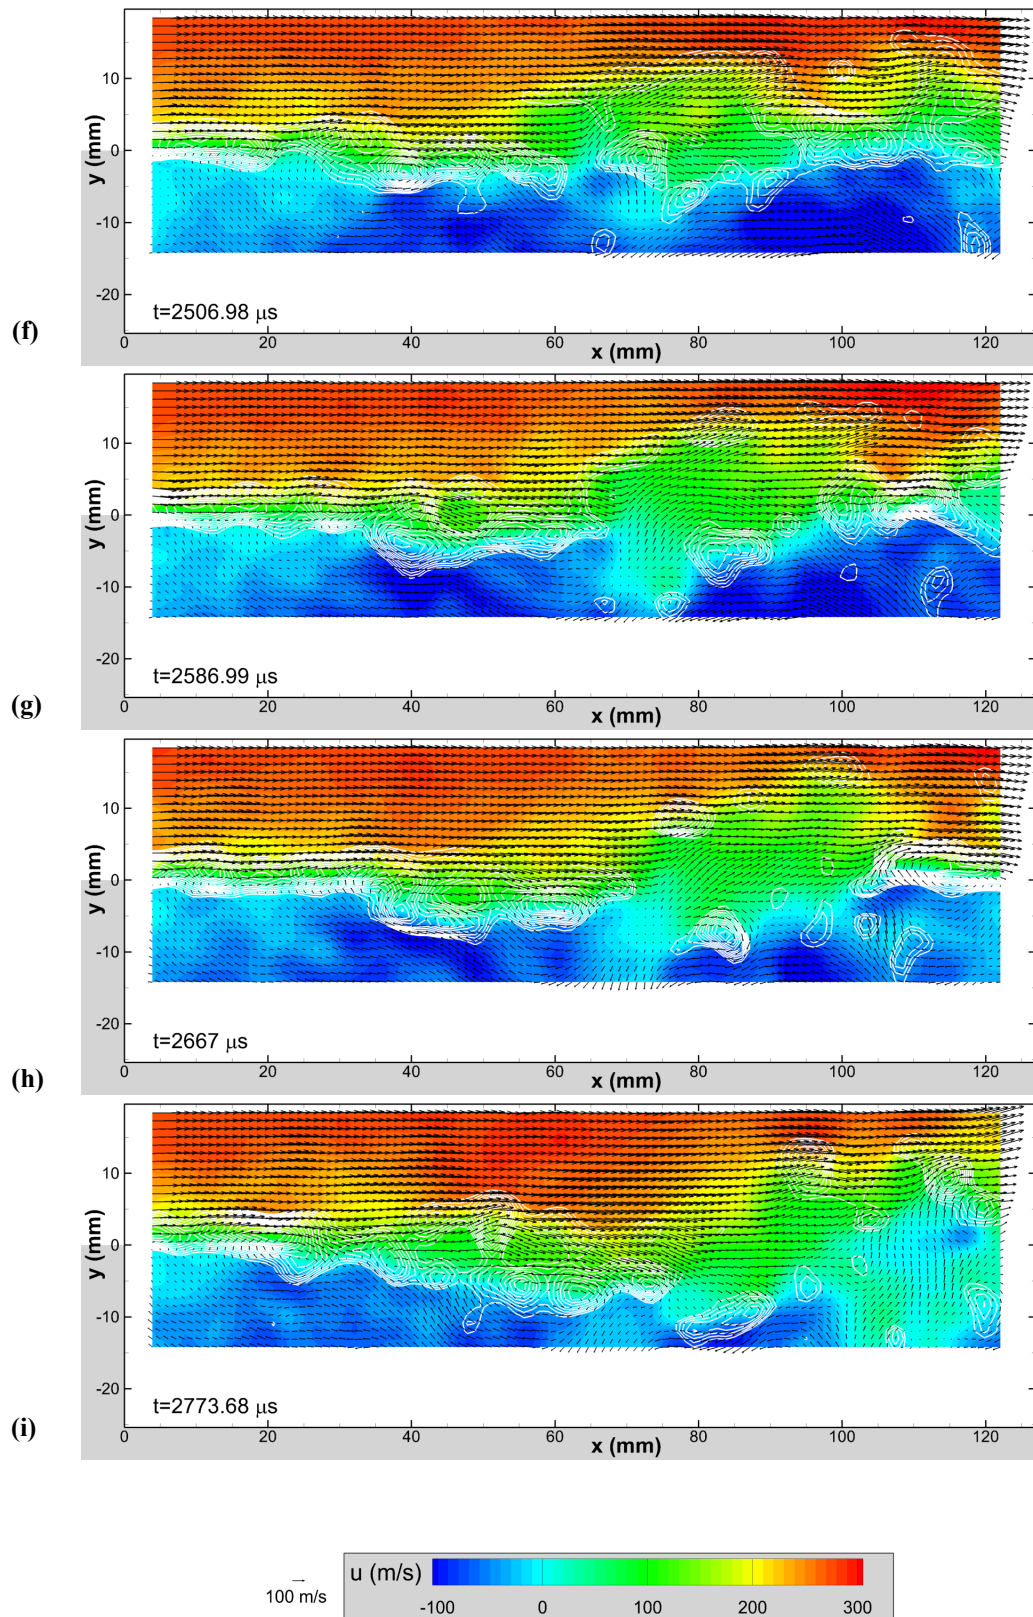 10
0
-10
-20
y (mm)
t=2506.98 μs
(f)
0 20 40 60 80 100 120
x (mm)
10
0
-10
-20
y (mm)
t=2586.99 μs
(g)
0 20 40 60 80 100 120
x (mm)
10
0
-10
-20
y (mm)
t=2667 μs
(h)
0 20 40 60 80 100 120
x (mm)
10
0
-10
-20
y (mm)
t=2773.68 μs
(i)
0 20 40 60 80 100 120
x (mm)
100 m/s
u (m/s)
-100 0 100 200 300